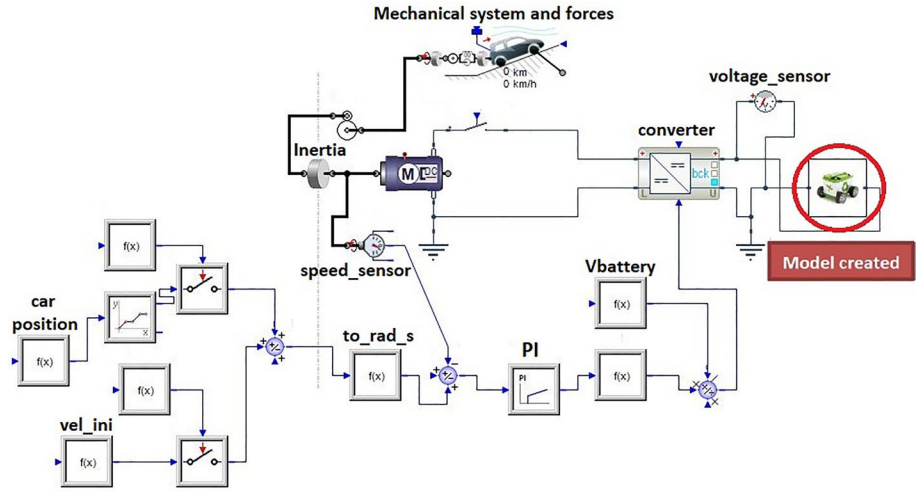 Mechanical system and forces
0 km
0 km/h
voltage_sensor
converter
Inertia
M
DC
bck
L
U
f(x)
speed_sensor
Model created
Vbattery
f(x)
car
position
y
x
f(x)
to_rad_s
f(x)
PI
PI
f(x)
f(x)
vel_ini
f(x)